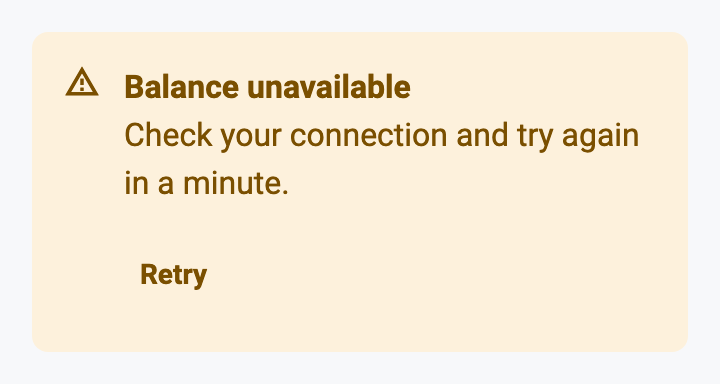 Balance unavailable
Check your connection and try again
in a minute.
Retry